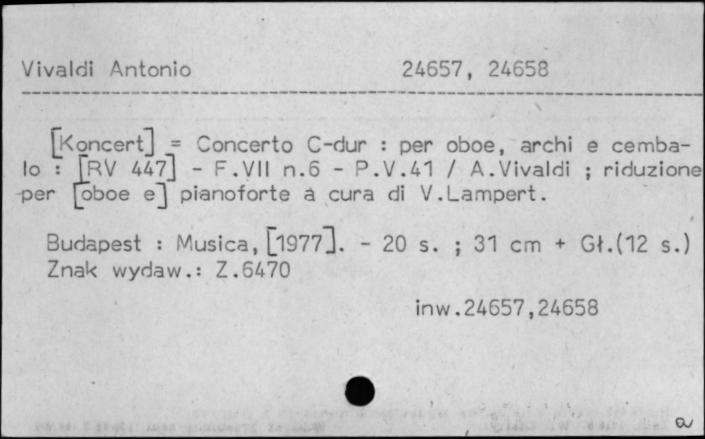 Vivaldi Antonio 24657, 24658
[Koncert] = Concerto C-dur : per oboe, archi e cemba-
lo : [RV 447] - F.VII n.6 - P.V.41 / A.Vivaldi ; riduzione
per [oboe e] pianoforte a cura di V.Lampert.
Budapest : Musica, [1977]. - 20 s. ; 31 cm + Gł.(12 s.)
Znak wydaw.: Z.6470
inw.24657,24658